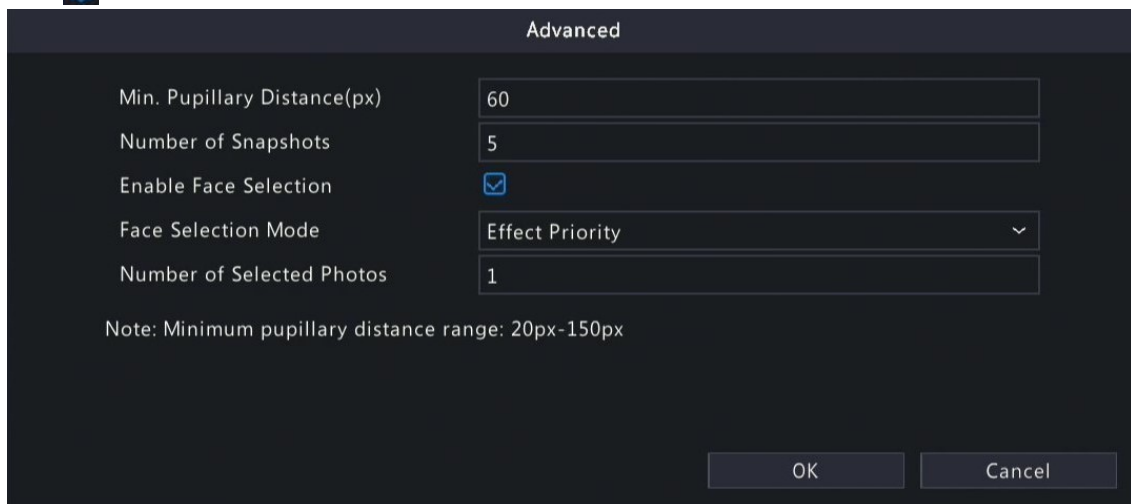 Advanced
Min. Pupillary Distance(px) 60
Number of Snapshots 5
Enable Face Selection
Face Selection Mode Effect Priority
Number of Selected Photos 1
Note: Minimum pupillary distance range: 20px-150px
OK Cancel